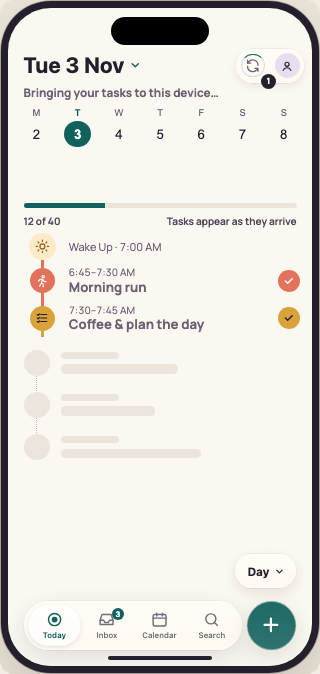 Tue 3 Nov
1
Bringing your tasks to this device…
M T W T F S S
2 3 4 5 6 7 8
12 of 40 Tasks appear as they arrive
Wake Up · 7:00 AM
6:45–7:30 AM
Morning run
7:30–7:45 AM
Coffee & plan the day
Day
3
Today Inbox Calendar Search